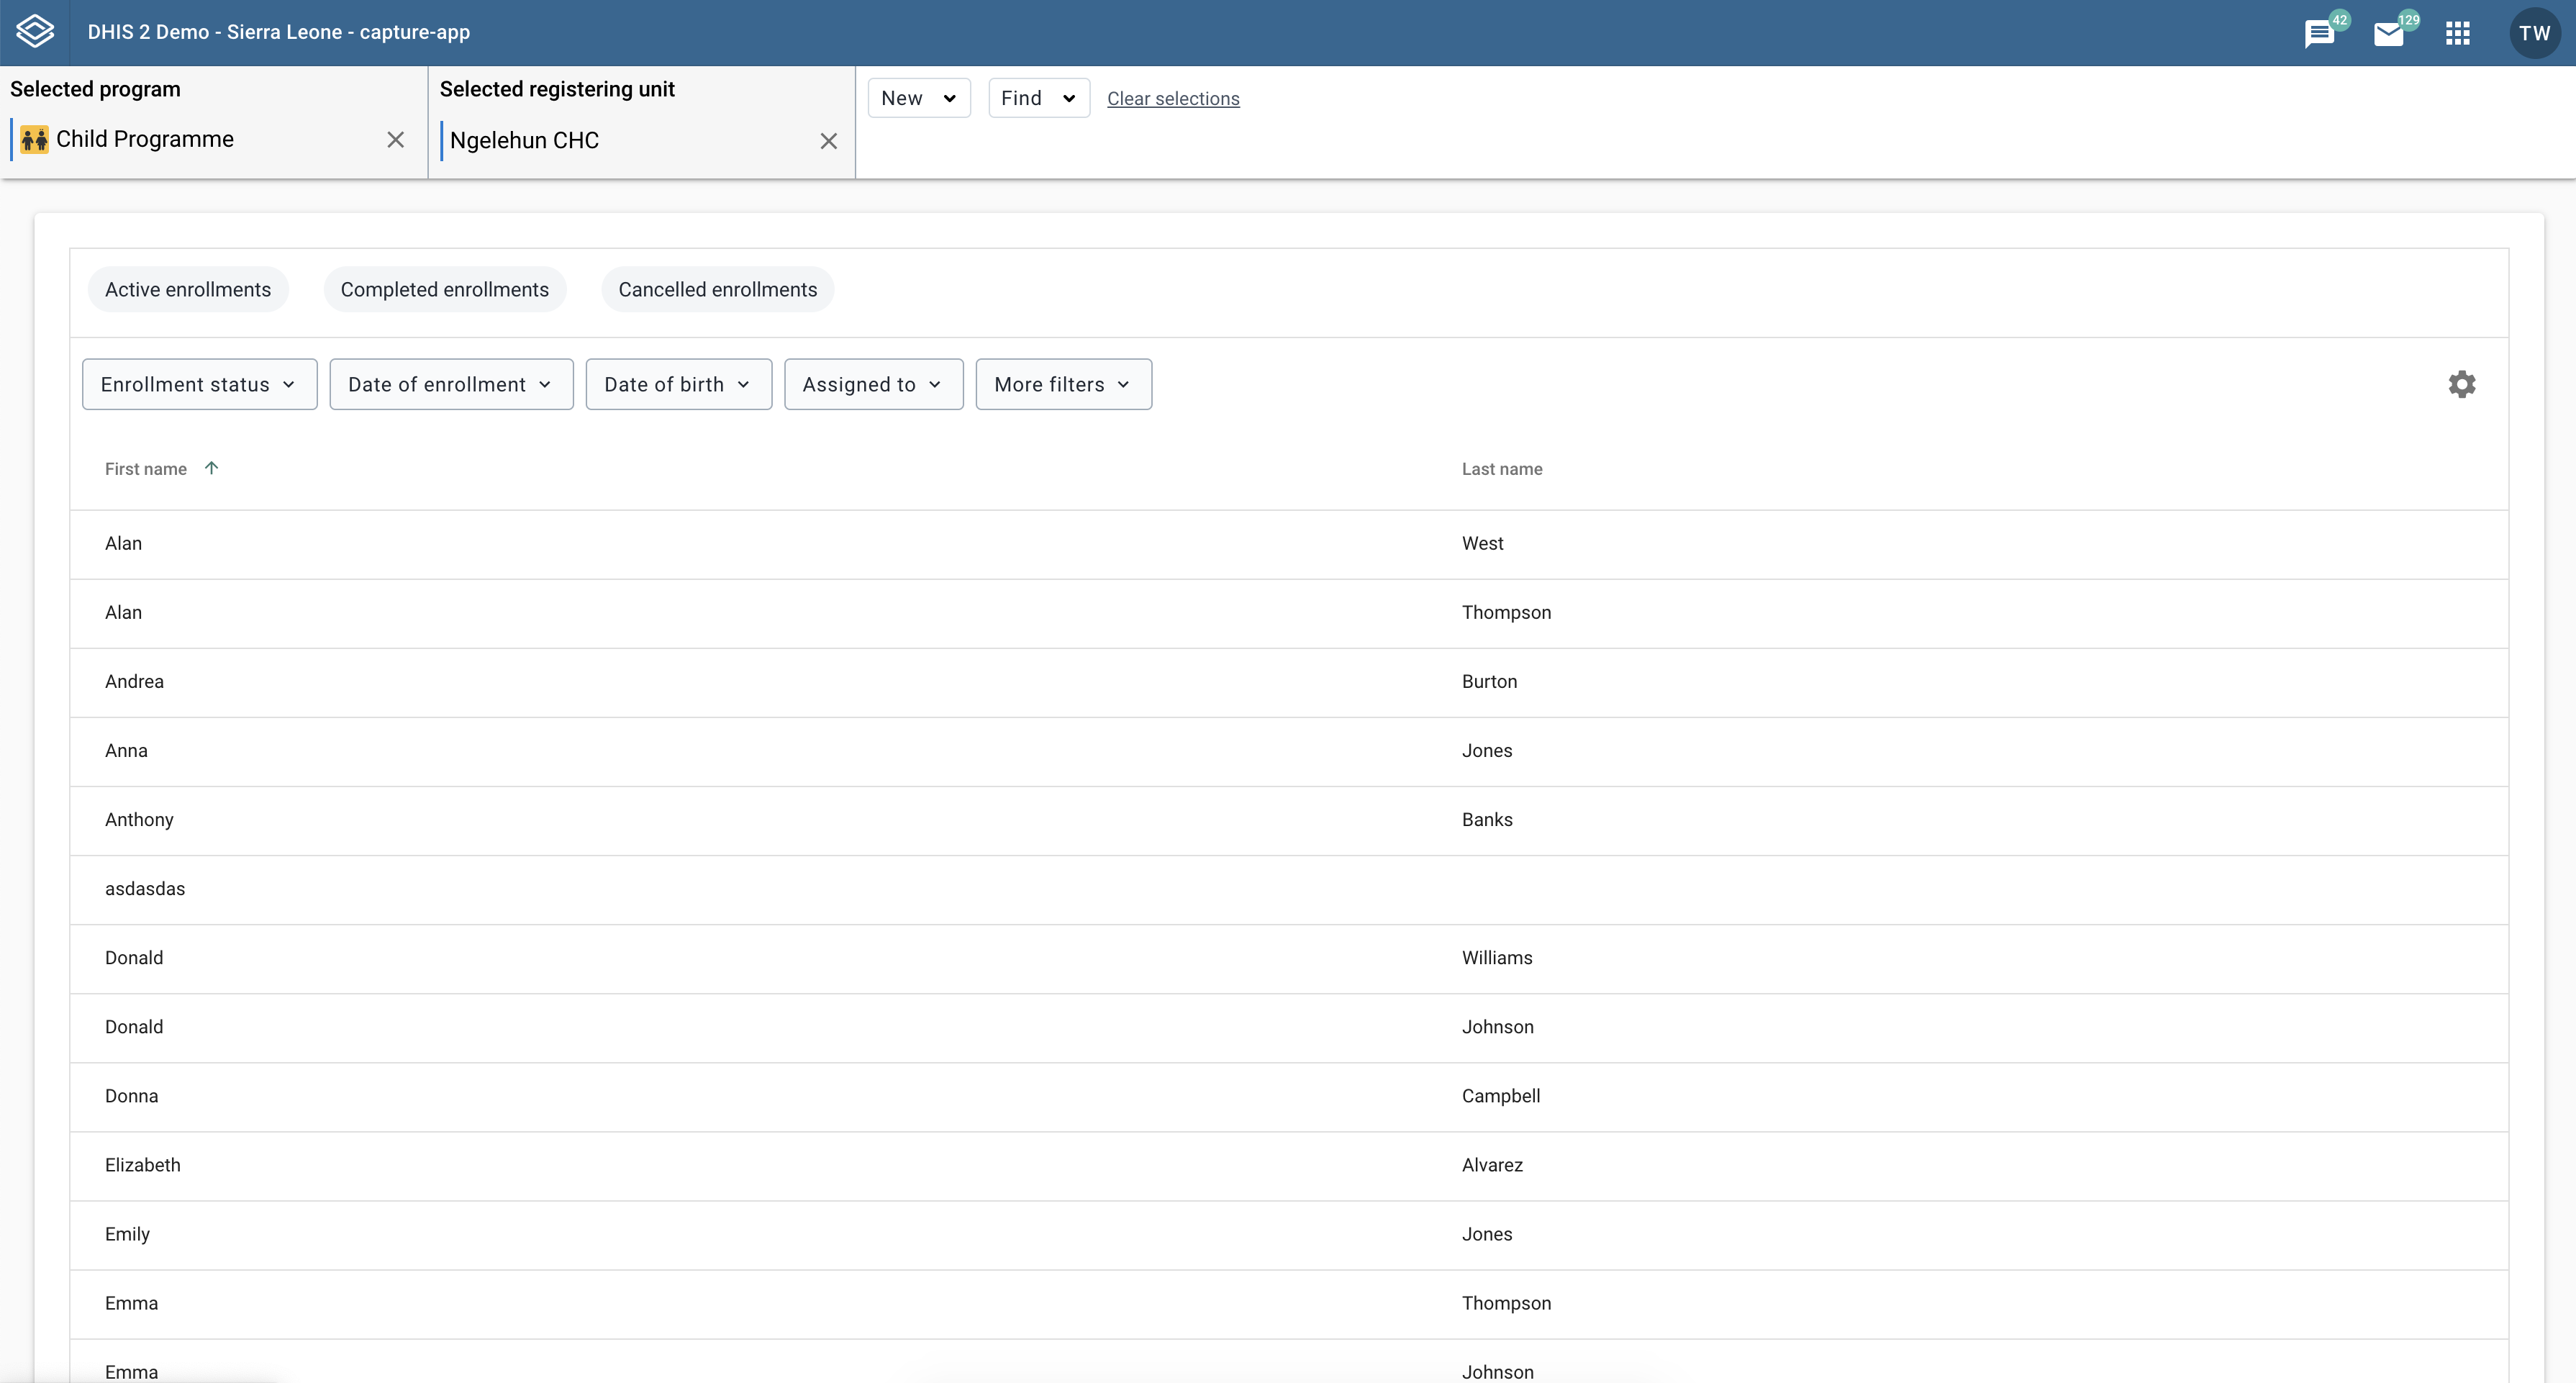 DHIS 2 Demo - Sierra Leone - capture-app
42
129
TW
Selected program
Child Programme
Selected registering unit
Ngelehun CHC
New
Find
Clear selections
Active enrollments
Completed enrollments
Cancelled enrollments
Enrollment status
Date of enrollment
Date of birth
Assigned to
More filters
First name Last name
Alan West
Alan Thompson
Andrea Burton
Anna Jones
Anthony Banks
asdasdas
Donald Williams
Donald Johnson
Donna Campbell
Elizabeth Alvarez
Emily Jones
Emma Thompson
Emma Johnson